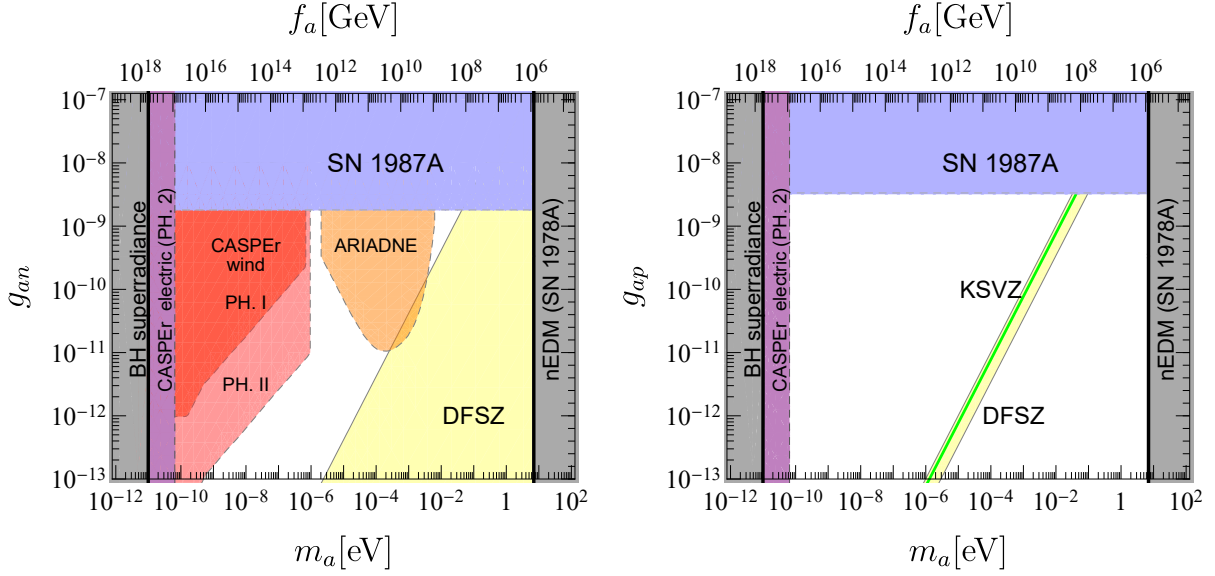 f_a[GeV]
10^18 10^16 10^14 10^12 10^10 10^8 10^6
10^−7
10^−8
10^−9
10^−10
10^−11
10^−12
10^−13
g_an
BH superradiance
CASPEr electric (PH. 2)
SN 1987A
CASPEr
wind
PH. I
PH. II
ARIADNE
DFSZ
nEDM (SN 1978A)
10^−12 10^−10 10^−8 10^−6 10^−4 10^−2 1 10^2
m_a[eV]
f_a[GeV]
10^18 10^16 10^14 10^12 10^10 10^8 10^6
10^−7
10^−8
10^−9
10^−10
10^−11
10^−12
10^−13
g_ap
BH superradiance
CASPEr electric (PH. 2)
SN 1987A
KSVZ
DFSZ
nEDM (SN 1978A)
10^−12 10^−10 10^−8 10^−6 10^−4 10^−2 1 10^2
m_a[eV]